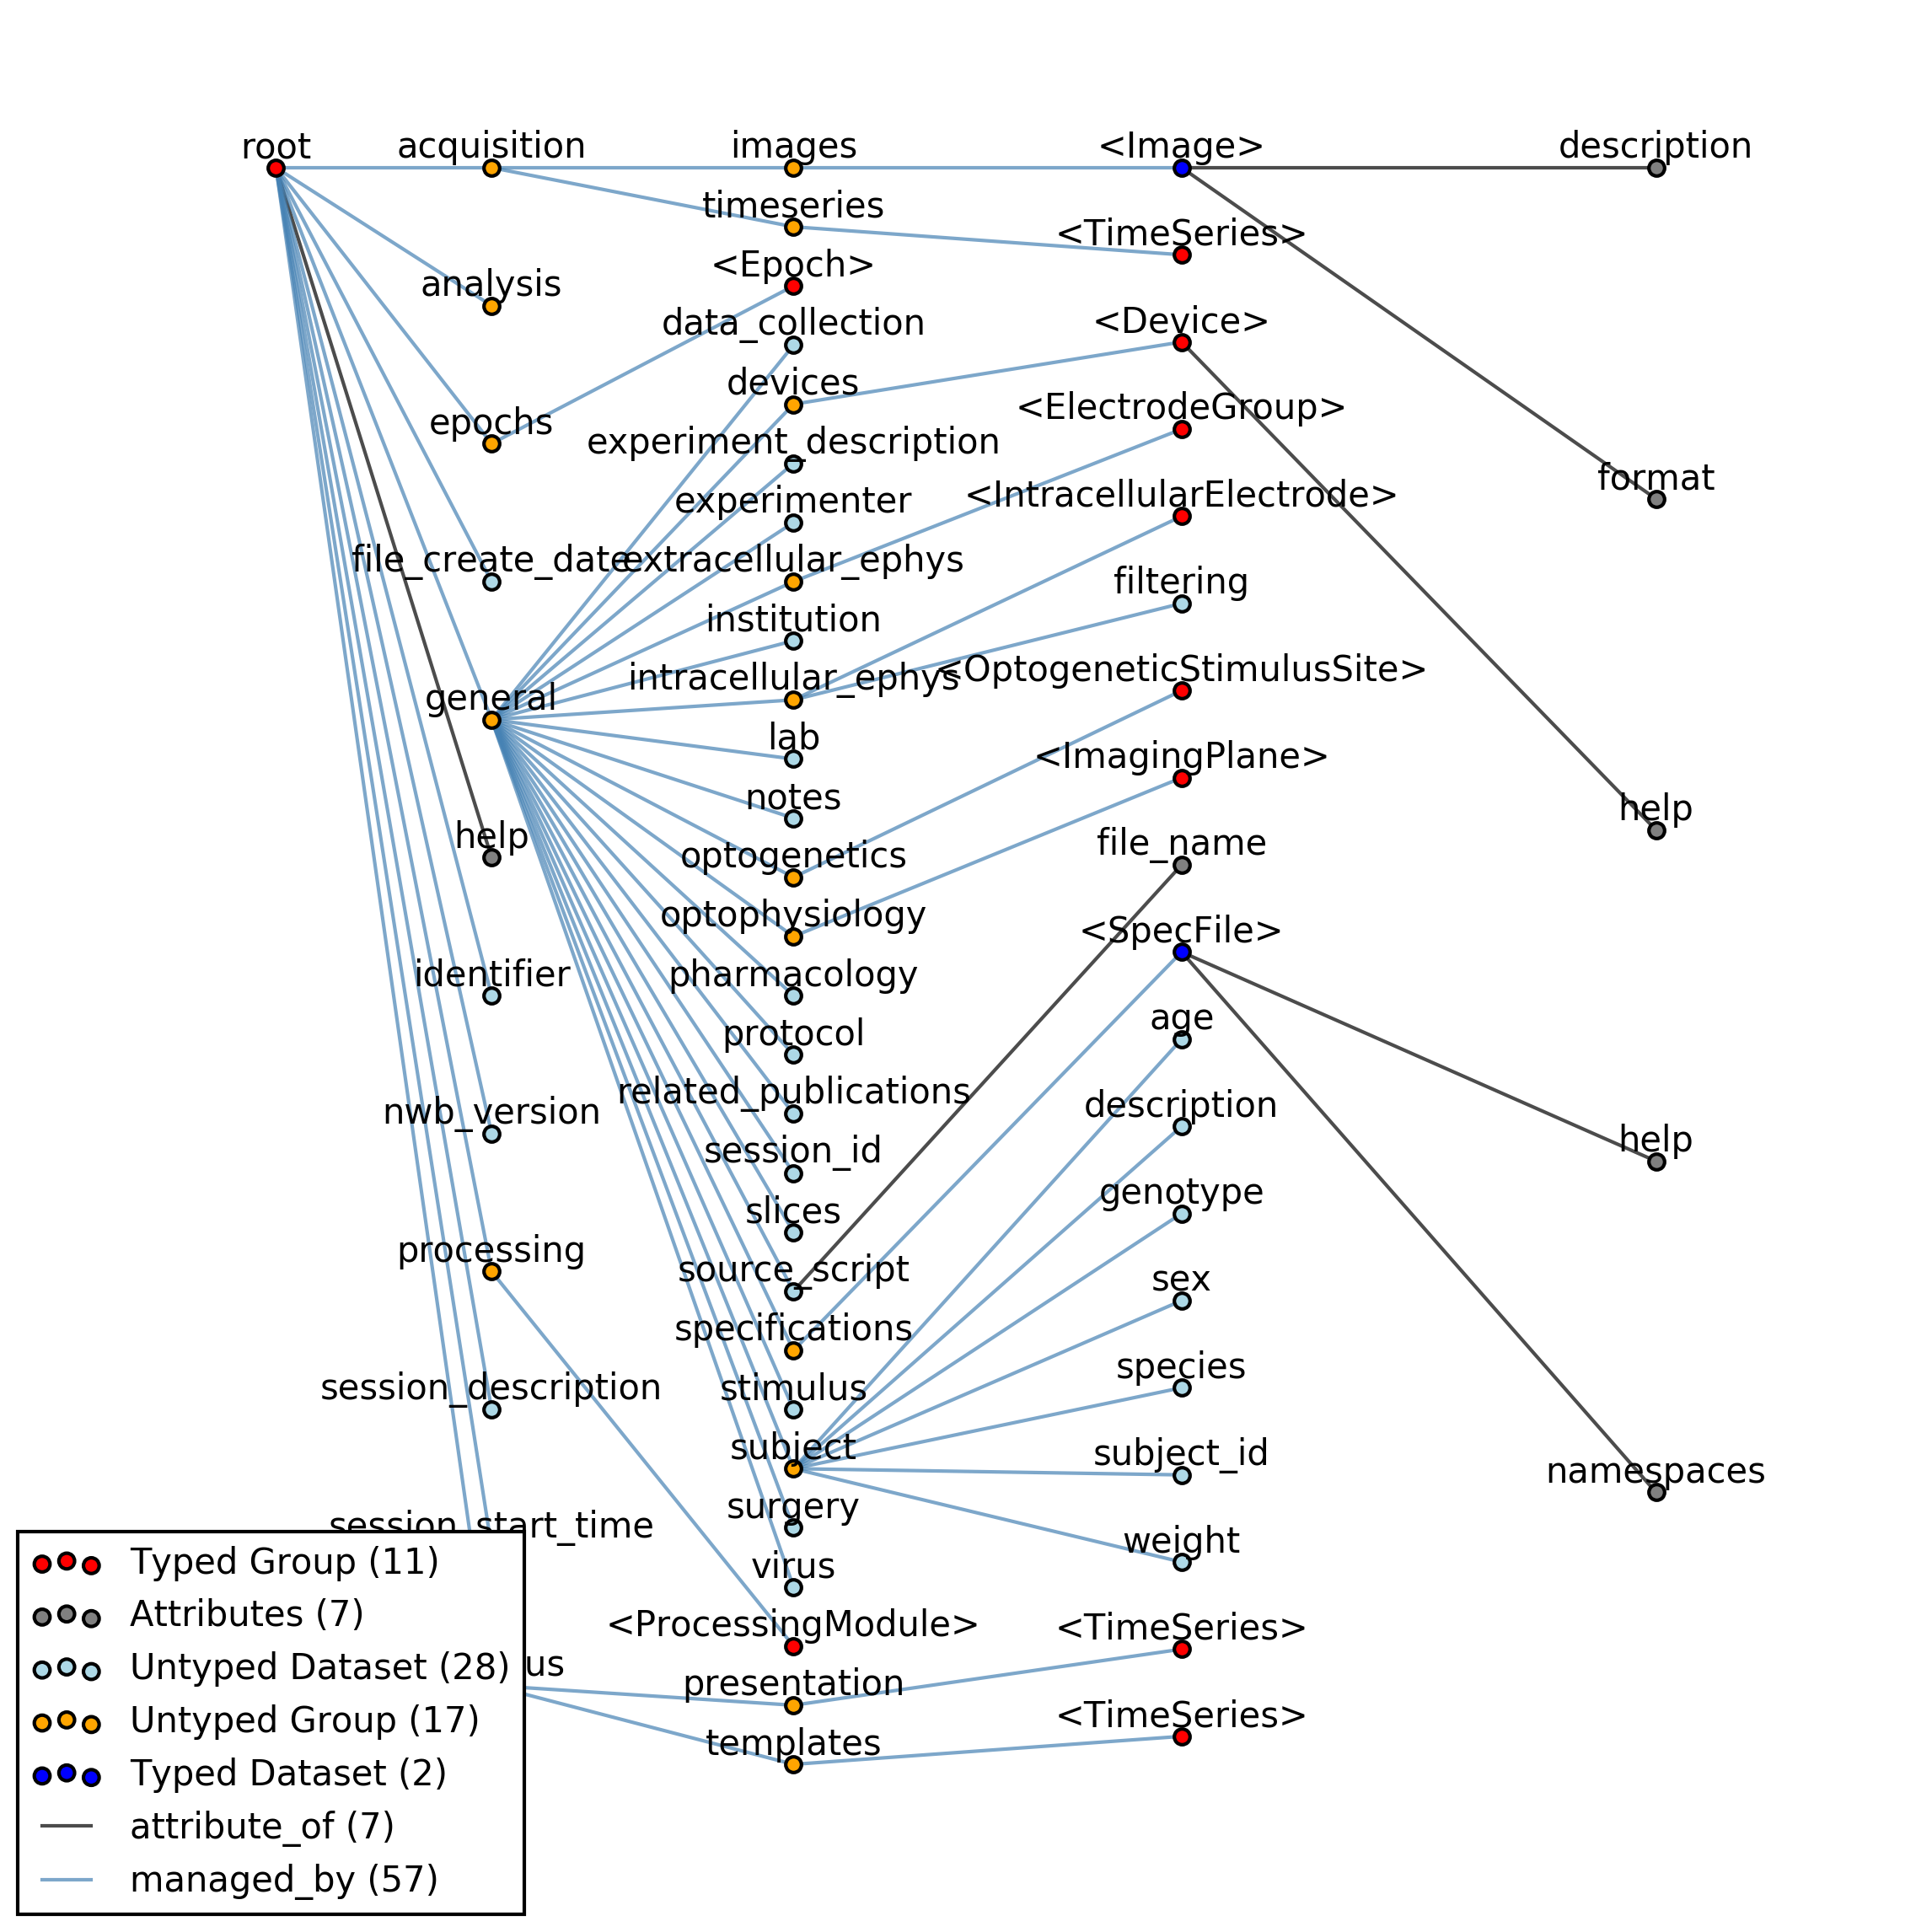 root
acquisition
images
<Image>
description
timeseries
<TimeSeries>
<Epoch>
analysis
data_collection
<Device>
devices
<ElectrodeGroup>
epochs
experiment_description
format
experimenter
<IntracellularElectrode>
file_create_date
extracellular_ephys
filtering
institution
intracellular_ephys
<OptogeneticStimulusSite>
general
lab
<ImagingPlane>
notes
help
help
file_name
optogenetics
optophysiology
<SpecFile>
identifier
pharmacology
age
protocol
nwb_version
related_publications
description
help
session_id
genotype
slices
processing
source_script
sex
specifications
species
session_description
stimulus
subject
subject_id
namespaces
surgery
session_start_time
weight
virus
<ProcessingModule>
<TimeSeries>
us
presentation
<TimeSeries>
templates
Typed Group (11)
Attributes (7)
Untyped Dataset (28)
Untyped Group (17)
Typed Dataset (2)
attribute_of (7)
managed_by (57)